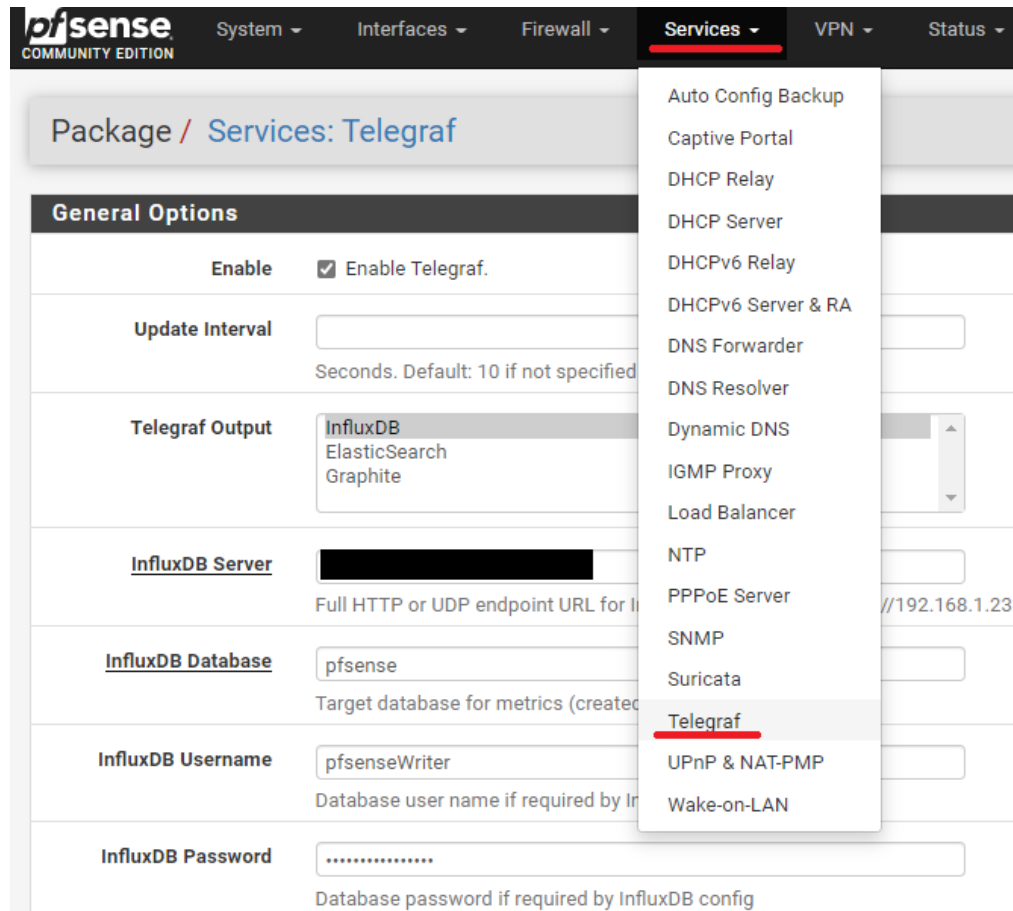 pfsense
COMMUNITY EDITION
System
Interfaces
Firewall
Services
VPN
Status
Auto Config Backup
Captive Portal
DHCP Relay
DHCP Server
DHCPv6 Relay
DHCPv6 Server & RA
DNS Forwarder
DNS Resolver
Dynamic DNS
IGMP Proxy
Load Balancer
NTP
PPPoE Server
SNMP
Suricata
Telegraf
UPnP & NAT-PMP
Wake-on-LAN
Package / Services: Telegraf
General Options
Enable
Enable Telegraf.
Update Interval
Seconds. Default: 10 if not specified
Telegraf Output
InfluxDB
ElasticSearch
Graphite
InfluxDB Server
Full HTTP or UDP endpoint URL for //192.168.1.23
InfluxDB Database
pfsense
Target database for metrics (created
InfluxDB Username
pfsenseWriter
Database user name if required by
InfluxDB Password
••••••••••••••••
Database password if required by InfluxDB config